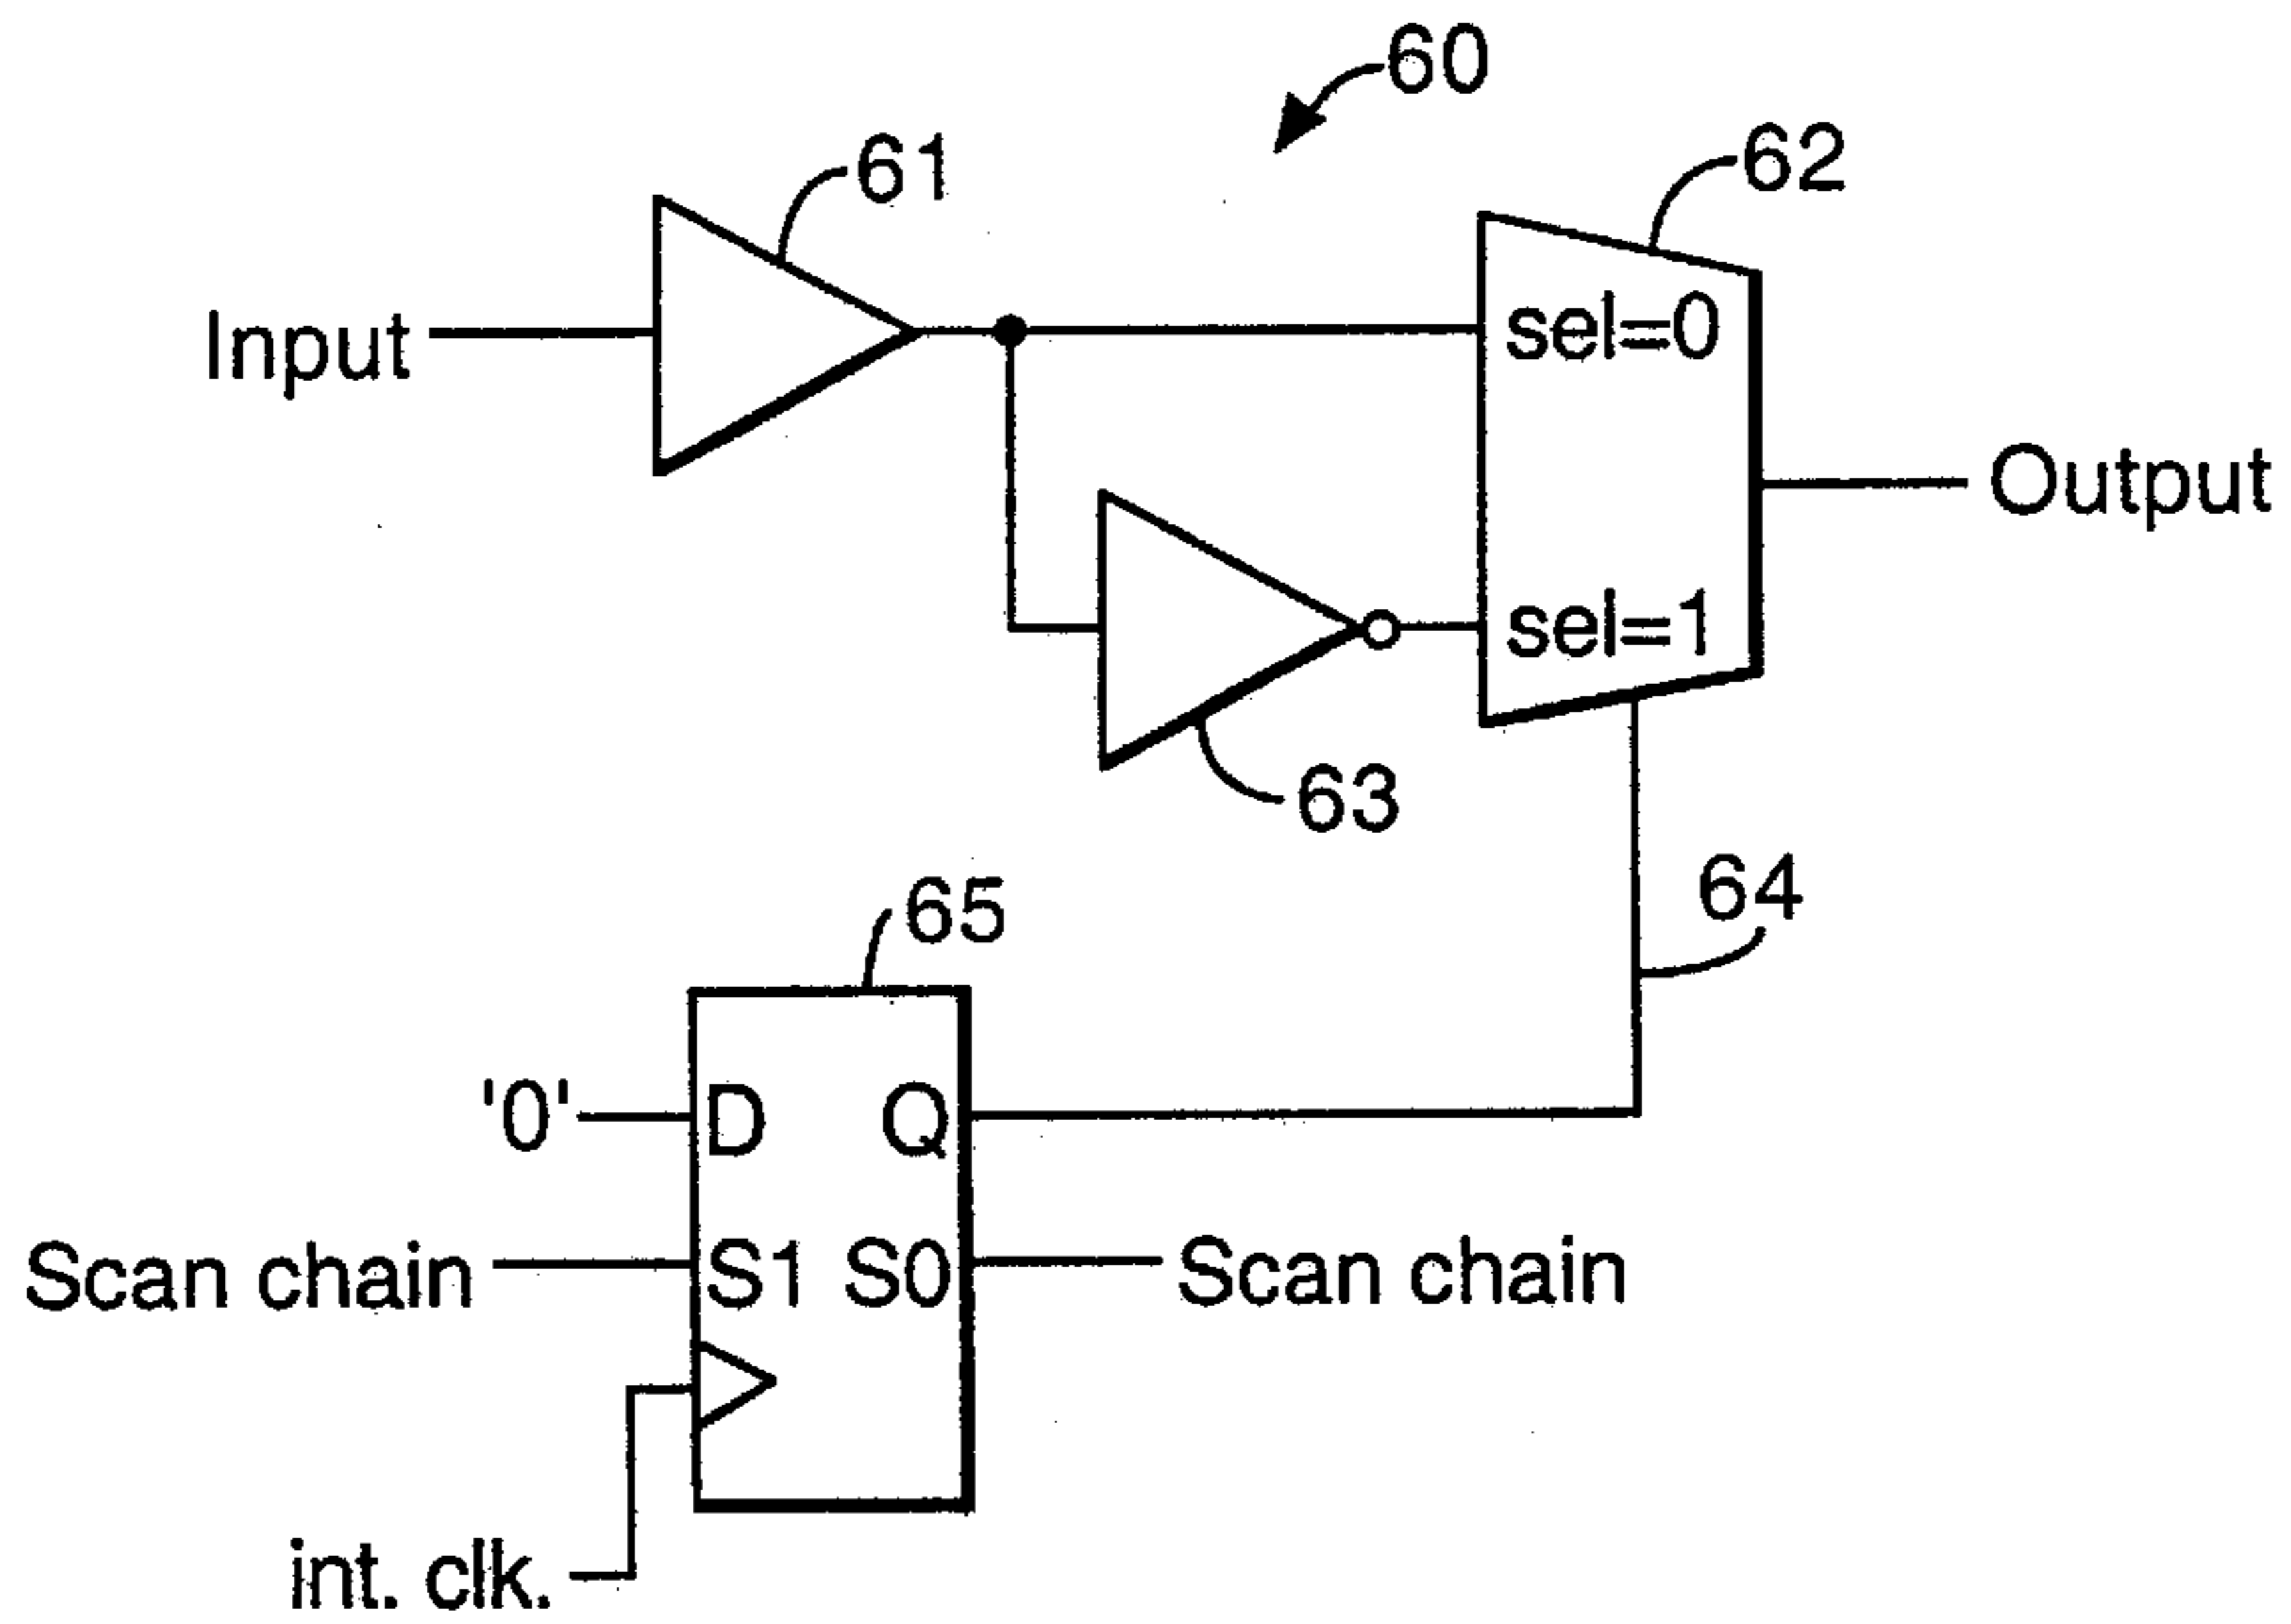 60
61
62
Input
sel=0
Output
sel=1
63
64
65
'0'
D
Q
Scan chain
S1
S0
Scan chain
int. clk.